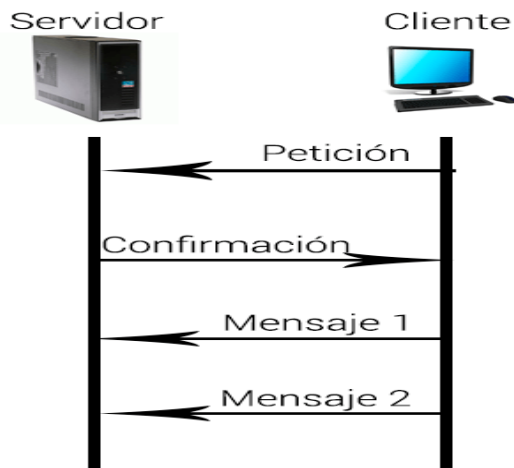 Servidor
Cliente
Petición
Confirmación
Mensaje 1
Mensaje 2